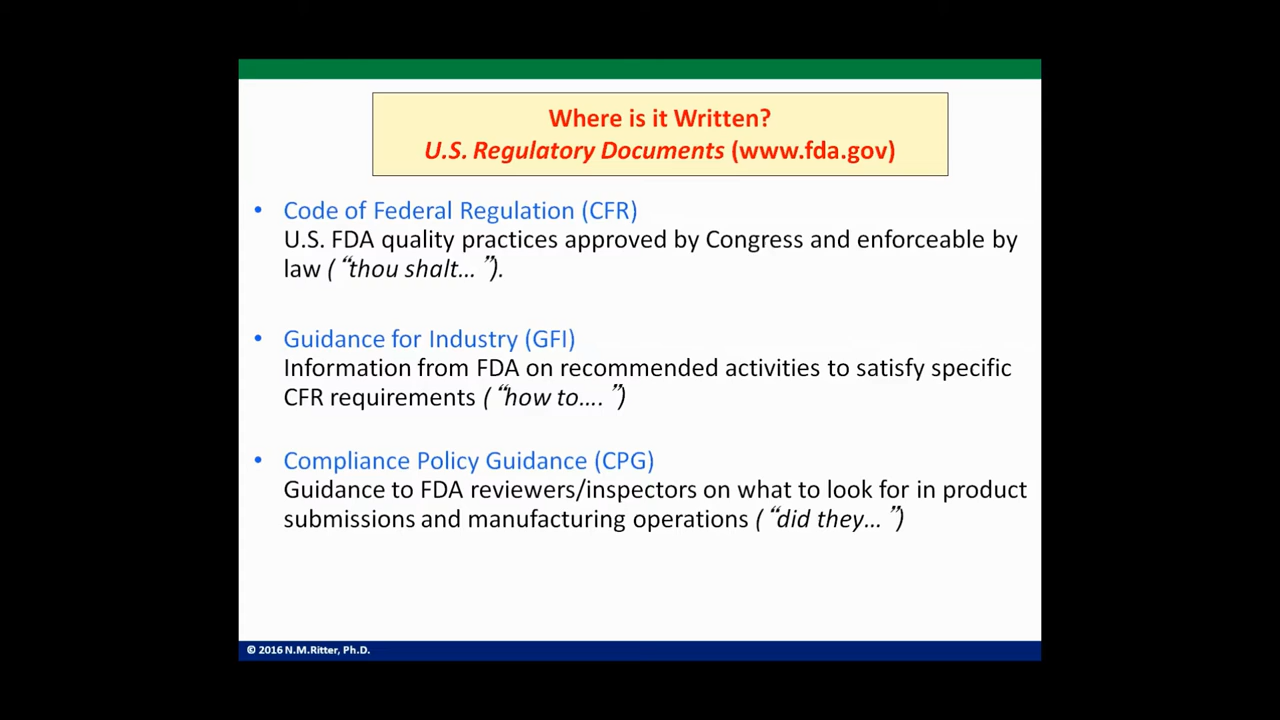 Where is it Written?
U.S. Regulatory Documents (www.fda.gov)
• Code of Federal Regulation (CFR)
U.S. FDA quality practices approved by Congress and enforceable by
law (“thou shalt… ”).
• Guidance for Industry (GFI)
Information from FDA on recommended activities to satisfy specific
CFR requirements (“how to…. ”)
• Compliance Policy Guidance (CPG)
Guidance to FDA reviewers/inspectors on what to look for in product
submissions and manufacturing operations (“did they… ”)
© 2016 N.M.Ritter, Ph.D.